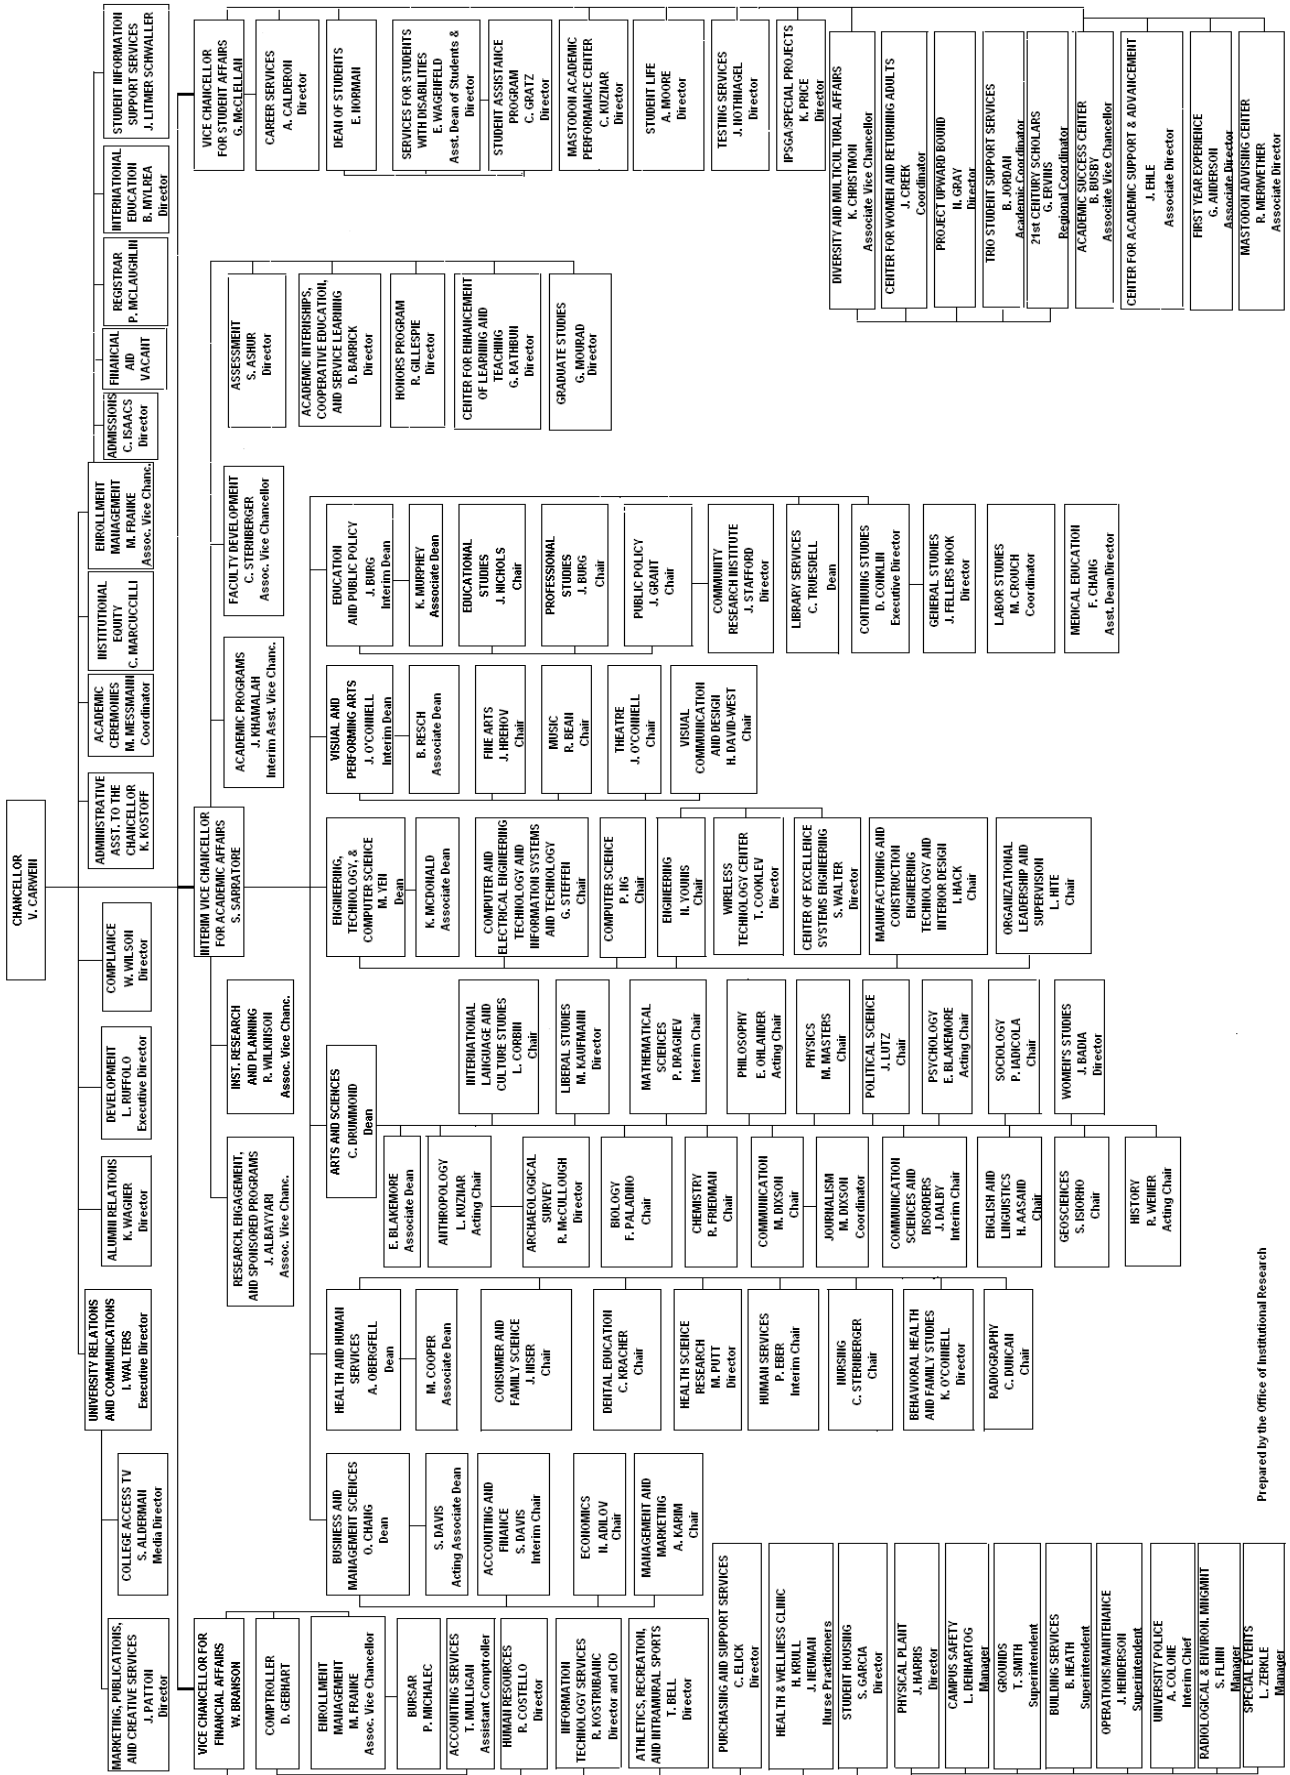 CHANCELLOR
V. CARWEIN
UNIVERSITY RELATIONS
AND COMMUNICATIONS
I. WALTERS
Executive Director
ALUMNI RELATIONS
K. WAGNER
Director
DEVELOPMENT
L. RUFFOLO
Executive Director
COMPLIANCE
W. WILSON
Director
ADMINISTRATIVE
ASST. TO THE
CHANCELLOR
K. KOSTOFF
ACADEMIC
CEREMONIES
M. MESSMANN
Coordinator
INSTITUTIONAL
EQUITY
C. MARCUCCILLI
ENROLLMENT
MANAGEMENT
M. FRANKE
Assoc. Vice Chanc.
MARKETING, PUBLICATIONS,
AND CREATIVE SERVICES
J. PATTON
Director
COLLEGE ACCESS TV
S. ALDERMAN
Media Director
ADMISSIONS
C. ISAACS
Director
FINANCIAL
AID
VACANT
REGISTRAR
P. MCLAUGHLIN
INTERNATIONAL
EDUCATION
B. MYLREA
Director
STUDENT INFORMATION
SUPPORT SERVICES
J. LITMER SCHWALLER
VICE CHANCELLOR FOR
FINANCIAL AFFAIRS
W. BRANSON
COMPTROLLER
D. GEBHART
ENROLLMENT
MANAGEMENT
M. FRANKE
Assoc. Vice Chancellor
BURSAR
P. MICHALEC
ACCOUNTING SERVICES
T. MULLIGAN
Assistant Comptroller
HUMAN RESOURCES
R. COSTELLO
Director
INFORMATION
TECHNOLOGY SERVICES
R. KOSTRUBANIC
Director and CIO
ATHLETICS, RECREATION,
AND INTRAMURAL SPORTS
T. BELL
Director
PURCHASING AND SUPPORT SERVICES
C. ELICK
Director
HEALTH & WELLNESS CLINIC
H. KRULL
J. NEUMAN
Nurse Practitioners
STUDENT HOUSING
S. GARCIA
Director
PHYSICAL PLANT
J. HARRIS
Director
CAMPUS SAFETY
L. DENHARTOG
Manager
GROUNDS
T. SMITH
Superintendent
BUILDING SERVICES
B. HEATH
Superintendent
OPERATIONS/MAINTENANCE
J. HENDERSON
Superintendent
UNIVERSITY POLICE
A. COLONE
Interim Chief
RADIOLOGICAL & ENVIRON. MNGMNT
S. FLINN
Manager
SPECIAL EVENTS
L. ZERKLE
Manager
INTERIM VICE CHANCELLOR
FOR ACADEMIC AFFAIRS
S. SARRATORE
RESEARCH, ENGAGEMENT,
AND SPONSORED PROGRAMS
J. ALBAYYARI
Assoc. Vice Chanc.
INST. RESEARCH
AND PLANNING
R. WILKINSON
Assoc. Vice Chanc.
ACADEMIC PROGRAMS
J. KHAMALAH
Interim Asst. Vice Chanc.
FACULTY DEVELOPMENT
C. STERNBERGER
Assoc. Vice Chancellor
ASSESSMENT
S. ASHUR
Director
ACADEMIC INTERNSHIPS,
COOPERATIVE EDUCATION,
AND SERVICE LEARNING
D. BARRICK
Director
HONORS PROGRAM
R. GILLESPIE
Director
CENTER FOR ENHANCEMENT
OF LEARNING AND
TEACHING
G. RATHBUN
Director
GRADUATE STUDIES
G. MOURAD
Director
BUSINESS AND
MANAGEMENT SCIENCES
O. CHANG
Dean
S. DAVIS
Acting Associate Dean
ACCOUNTING AND
FINANCE
S. DAVIS
Interim Chair
ECONOMICS
N. ADILOV
Chair
MANAGEMENT AND
MARKETING
A. KARIM
Chair
HEALTH AND HUMAN
SERVICES
A. OBERGFELL
Dean
M. COOPER
Associate Dean
CONSUMER AND
FAMILY SCIENCE
J. NISER
Chair
DENTAL EDUCATION
C. KRACHER
Chair
HEALTH SCIENCE
RESEARCH
M. PUTT
Director
HUMAN SERVICES
P. EBER
Interim Chair
NURSING
C. STERNBERGER
Chair
BEHAVIORAL HEALTH
AND FAMILY STUDIES
K. O'CONNELL
Director
RADIOGRAPHY
C. DUNCAN
Chair
ARTS AND SCIENCES
C. DRUMMOND
Dean
E. BLAKEMORE
Associate Dean
ANTHROPOLOGY
L. KUZNAR
Acting Chair
ARCHAEOLOGICAL
SURVEY
R. McCULLOUGH
Director
BIOLOGY
F. PALADINO
Chair
CHEMISTRY
R. FRIEDMAN
Chair
COMMUNICATION
M. DIXSON
Chair
JOURNALISM
M. DIXSON
Coordinator
COMMUNICATION
SCIENCES AND
DISORDERS
J. DALBY
Interim Chair
ENGLISH AND
LINGUISTICS
H. AASAND
Chair
GEOSCIENCES
S. ISIORHO
Chair
HISTORY
R. WEINER
Acting Chair
INTERNATIONAL
LANGUAGE AND
CULTURE STUDIES
L. CORBIN
Chair
LIBERAL STUDIES
M. KAUFMANN
Director
MATHEMATICAL
SCIENCES
P. DRAGNEV
Interim Chair
PHILOSOPHY
E. OHLANDER
Acting Chair
PHYSICS
M. MASTERS
Chair
POLITICAL SCIENCE
J. LUTZ
Chair
PSYCHOLOGY
E. BLAKEMORE
Acting Chair
SOCIOLOGY
P. IADICOLA
Chair
WOMEN'S STUDIES
J. BADIA
Director
ENGINEERING,
TECHNOLOGY, &
COMPUTER SCIENCE
M. YEN
Dean
K. MCDONALD
Associate Dean
COMPUTER AND
ELECTRICAL ENGINEERING
TECHNOLOGY AND
INFORMATION SYSTEMS
AND TECHNOLOGY
G. STEFFEN
Chair
COMPUTER SCIENCE
P. NG
Chair
ENGINEERING
N. YOUNIS
Chair
WIRELESS
TECHNOLOGY CENTER
T. COOKLEV
Director
CENTER OF EXCELLENCE
SYSTEMS ENGINEERING
S. WALTER
Director
MANUFACTURING AND
CONSTRUCTION
ENGINEERING
TECHNOLOGY AND
INTERIOR DESIGN
I. HACK
Chair
ORGANIZATIONAL
LEADERSHIP AND
SUPERVISION
L. HITE
Chair
VISUAL AND
PERFORMING ARTS
J. O'CONNELL
Interim Dean
B. RESCH
Associate Dean
FINE ARTS
J. HREHOV
Chair
MUSIC
R. BEAN
Chair
THEATRE
J. O'CONNELL
Chair
VISUAL
COMMUNICATION
AND DESIGN
H. DAVID-WEST
Chair
EDUCATION
AND PUBLIC POLICY
J. BURG
Interim Dean
K. MURPHEY
Associate Dean
EDUCATIONAL
STUDIES
J. NICHOLS
Chair
PROFESSIONAL
STUDIES
J. BURG
Chair
PUBLIC POLICY
J. GRANT
Chair
COMMUNITY
RESEARCH INSTITUTE
J. STAFFORD
Director
LIBRARY SERVICES
C. TRUESDELL
Dean
CONTINUING STUDIES
D. CONKLIN
Executive Director
GENERAL STUDIES
J. FELLERS HOOK
Director
LABOR STUDIES
M. CROUCH
Coordinator
MEDICAL EDUCATION
F. CHANG
Asst. Dean Director
VICE CHANCELLOR
FOR STUDENT AFFAIRS
G. McCLELLAN
CAREER SERVICES
A. CALDERON
Director
DEAN OF STUDENTS
E. NORMAN
SERVICES FOR STUDENTS
WITH DISABILITIES
E. WAGENFELD
Asst. Dean of Students &
Director
STUDENT ASSISTANCE
PROGRAM
C. GRATZ
Director
MASTODON ACADEMIC
PERFORMANCE CENTER
C. KUZNAR
Director
STUDENT LIFE
A. MOORE
Director
TESTING SERVICES
J. NOTHNAGEL
Director
IPSGA/SPECIAL PROJECTS
K. PRICE
Director
DIVERSITY AND MULTICULTURAL AFFAIRS
K. CHRISTMON
Associate Vice Chancellor
CENTER FOR WOMEN AND RETURNING ADULTS
J. CREEK
Coordinator
PROJECT UPWARD BOUND
N. GRAY
Director
TRIO STUDENT SUPPORT SERVICES
B. JORDAN
Academic Coordinator
21st CENTURY SCHOLARS
G. ERVINS
Regional Coordinator
ACADEMIC SUCCESS CENTER
B. BUSBY
Associate Vice Chancellor
CENTER FOR ACADEMIC SUPPORT & ADVANCEMENT
J. EHLE
Associate Director
FIRST YEAR EXPERIENCE
G. ANDERSON
Associate Director
MASTODON ADVISING CENTER
R. MERIWETHER
Associate Director
Prepared by the Office of Institutional Research